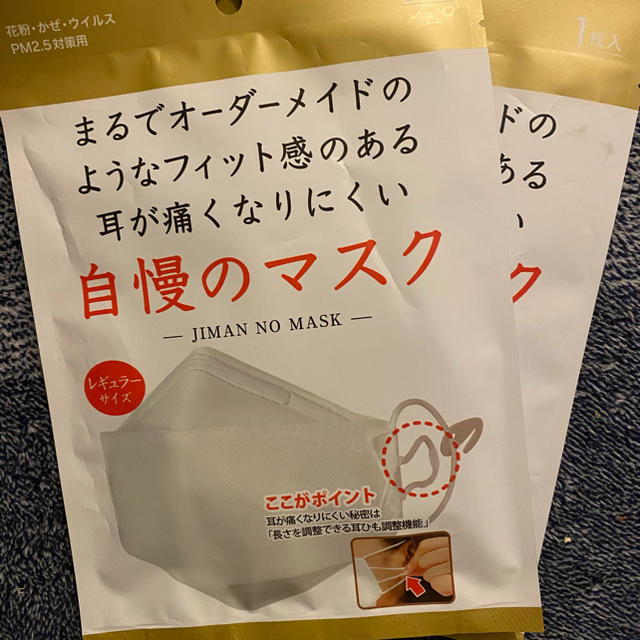 花粉・かぜ・ウイルス
PM2.5対策用
まるでオーダーメイドの
ようなフィット感のある
耳が痛くなりにくい
自慢のマスク
― JIMAN NO MASK ―
レギュラー
サイズ
ここがポイント
耳が痛くなりにくい秘密は
「長さを調整できる耳ひも調整機能」
1枚入
ドの
ある
い
ク